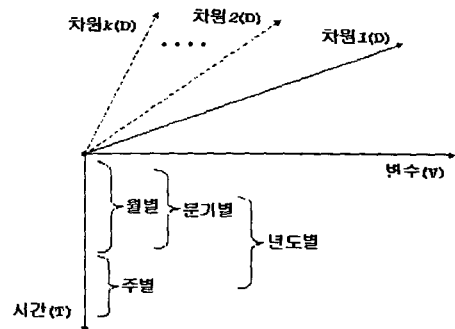 차원k(D)
차원2(D)
차원1(D)
변수(V)
월별
분기별
년도별
주별
시간(T)